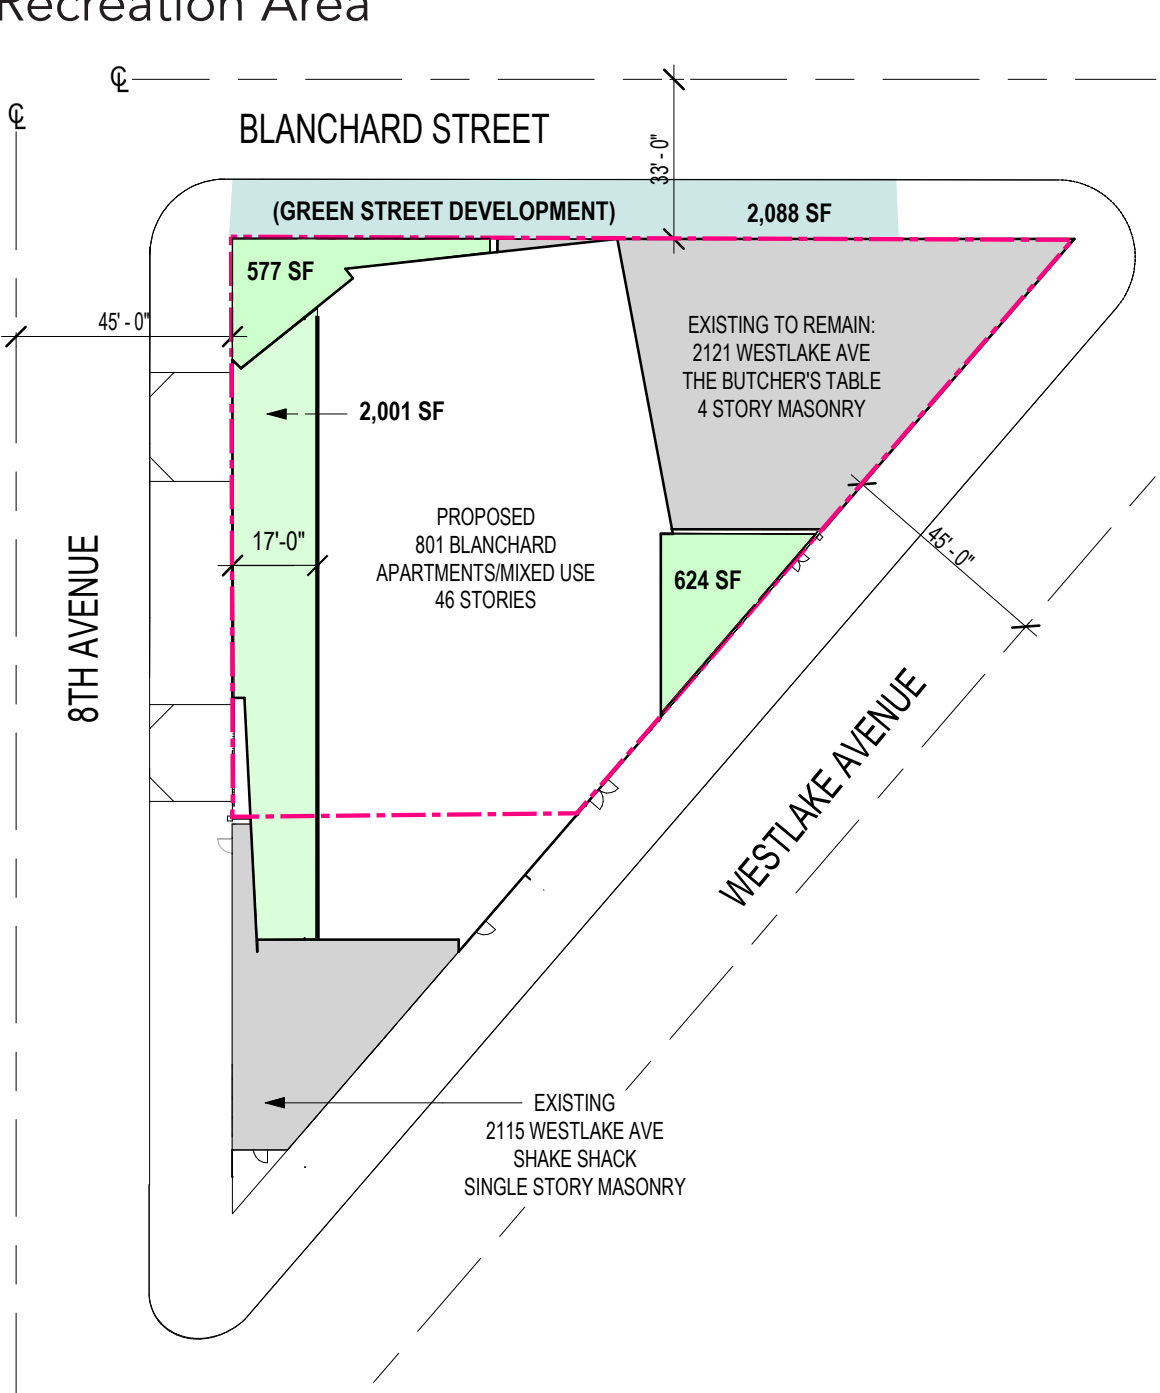 Recreation Area
℄
℄
BLANCHARD STREET
33' - 0"
(GREEN STREET DEVELOPMENT)
2,088 SF
577 SF
45' - 0"
EXISTING TO REMAIN:
2121 WESTLAKE AVE
THE BUTCHER'S TABLE
4 STORY MASONRY
2,001 SF
PROPOSED
801 BLANCHARD
APARTMENTS/MIXED USE
46 STORIES
17'-0"
45' - 0"
624 SF
8TH AVENUE
WESTLAKE AVENUE
EXISTING
2115 WESTLAKE AVE
SHAKE SHACK
SINGLE STORY MASONRY